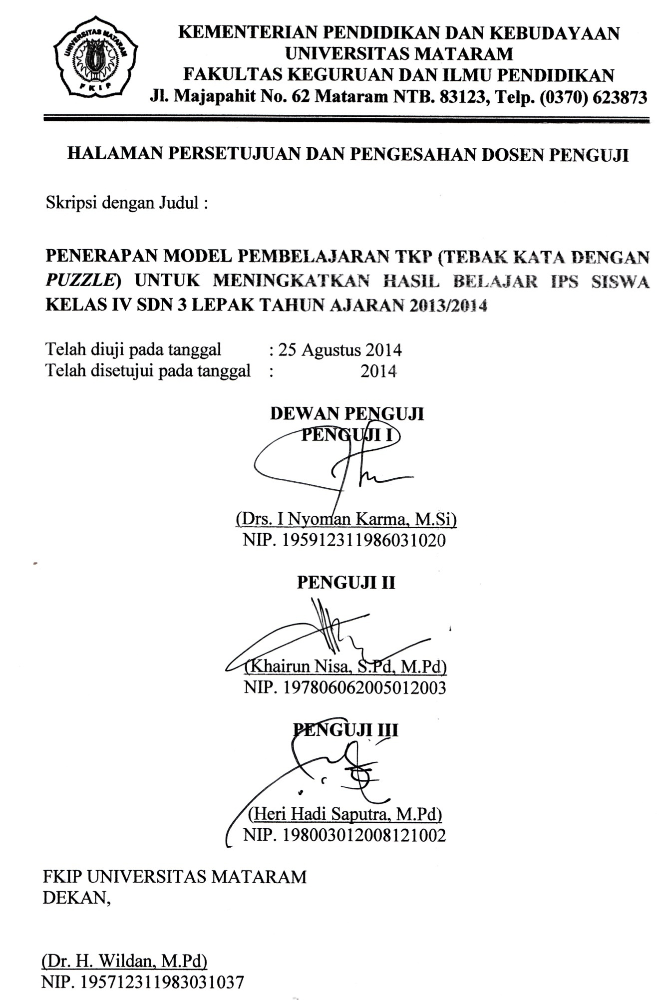 UNIVERSITAS MATARAM
FKIP
KEMENTERIAN PENDIDIKAN DAN KEBUDAYAAN
UNIVERSITAS MATARAM
FAKULTAS KEGURUAN DAN ILMU PENDIDIKAN
Jl. Majapahit No. 62 Mataram NTB. 83123, Telp. (0370) 623873
HALAMAN PERSETUJUAN DAN PENGESAHAN DOSEN PENGUJI
Skripsi dengan Judul :
PENERAPAN MODEL PEMBELAJARAN TKP (TEBAK KATA DENGAN
PUZZLE) UNTUK MENINGKATKAN HASIL BELAJAR IPS SISWA
KELAS IV SDN 3 LEPAK TAHUN AJARAN 2013/2014
Telah diuji pada tanggal : 25 Agustus 2014
Telah disetujui pada tanggal : 2014
DEWAN PENGUJI
PENGUJI I
(Drs. I Nyoman Karma, M.Si)
NIP. 195912311986031020
PENGUJI II
(Khairun Nisa, S.Pd, M.Pd)
NIP. 197806062005012003
PENGUJI III
(Heri Hadi Saputra, M.Pd)
NIP. 198003012008121002
FKIP UNIVERSITAS MATARAM
DEKAN,
(Dr. H. Wildan, M.Pd)
NIP. 195712311983031037